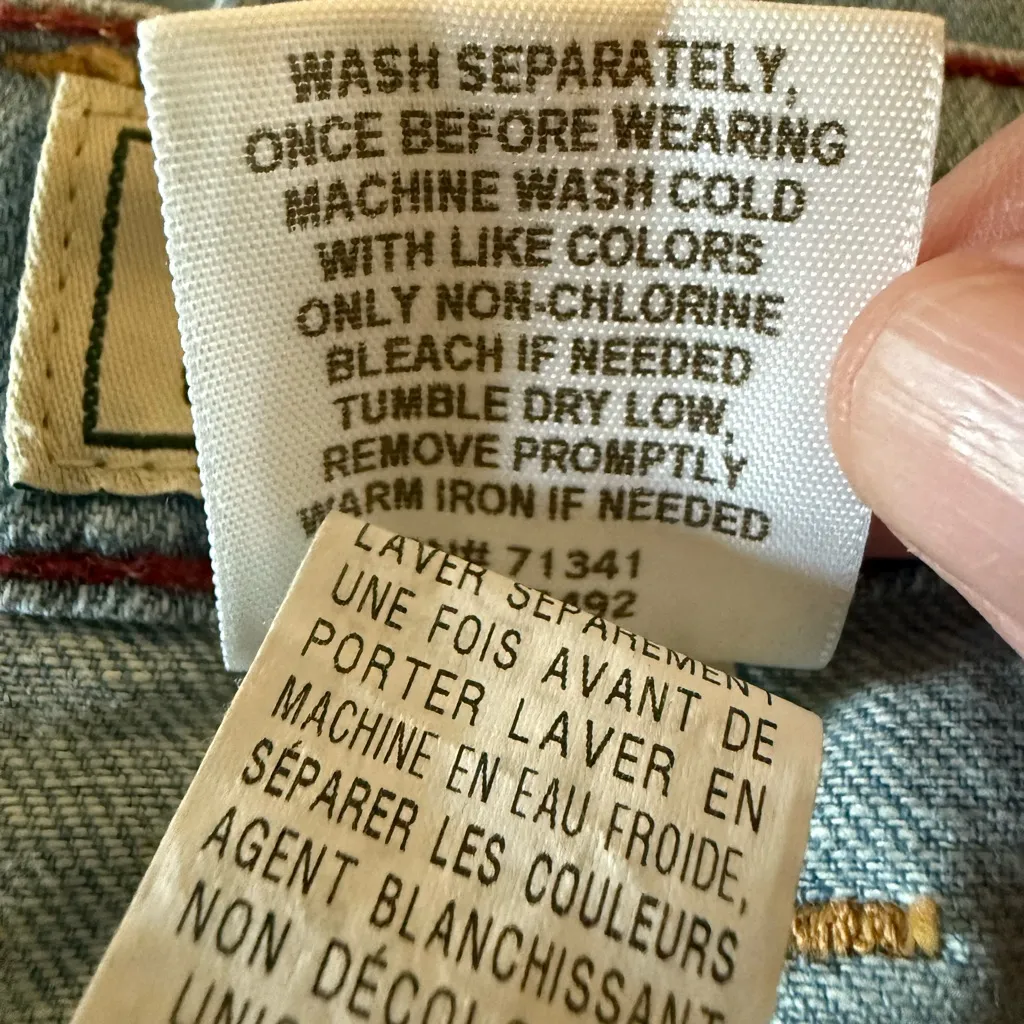 WASH SEPARATELY,
ONCE BEFORE WEARING
MACHINE WASH COLD
WITH LIKE COLORS
ONLY NON-CHLORINE
BLEACH IF NEEDED
TUMBLE DRY LOW,
REMOVE PROMPTLY
WARM IRON IF NEEDED
71341
LAVER SÉPARÉMENT
UNE FOIS AVANT DE
PORTER LAVER EN
MACHINE EN EAU FROIDE,
SÉPARER LES COULEURS
AGENT BLANCHISSANT
NON